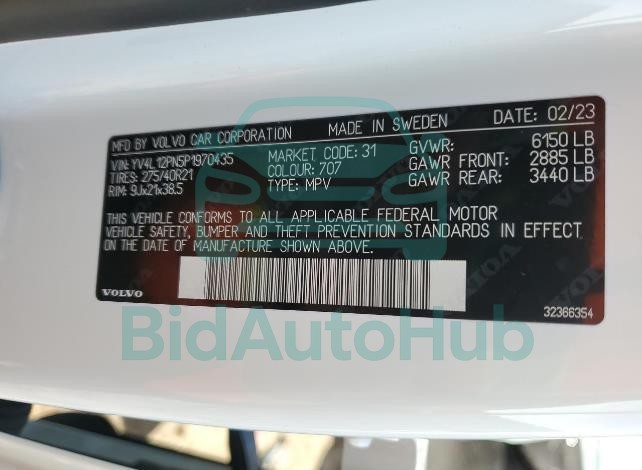 MFD BY VOLVO CAR CORPORATION MADE IN SWEDEN DATE: 02/23
VIN: YV4L12PN5P1970435 MARKET CODE: 31 GVWR: 6150 LB
TIRES: 275/40R21 COLOUR: 707 GAWR FRONT: 2885 LB
RIM: 9Jx21x38.5 TYPE: MPV GAWR REAR: 3440 LB
THIS VEHICLE CONFORMS TO ALL APPLICABLE FEDERAL MOTOR
VEHICLE SAFETY, BUMPER AND THEFT PREVENTION STANDARDS IN EFFECT
ON THE DATE OF MANUFACTURE SHOWN ABOVE.
VOLVO 32366354
BidAutoHub